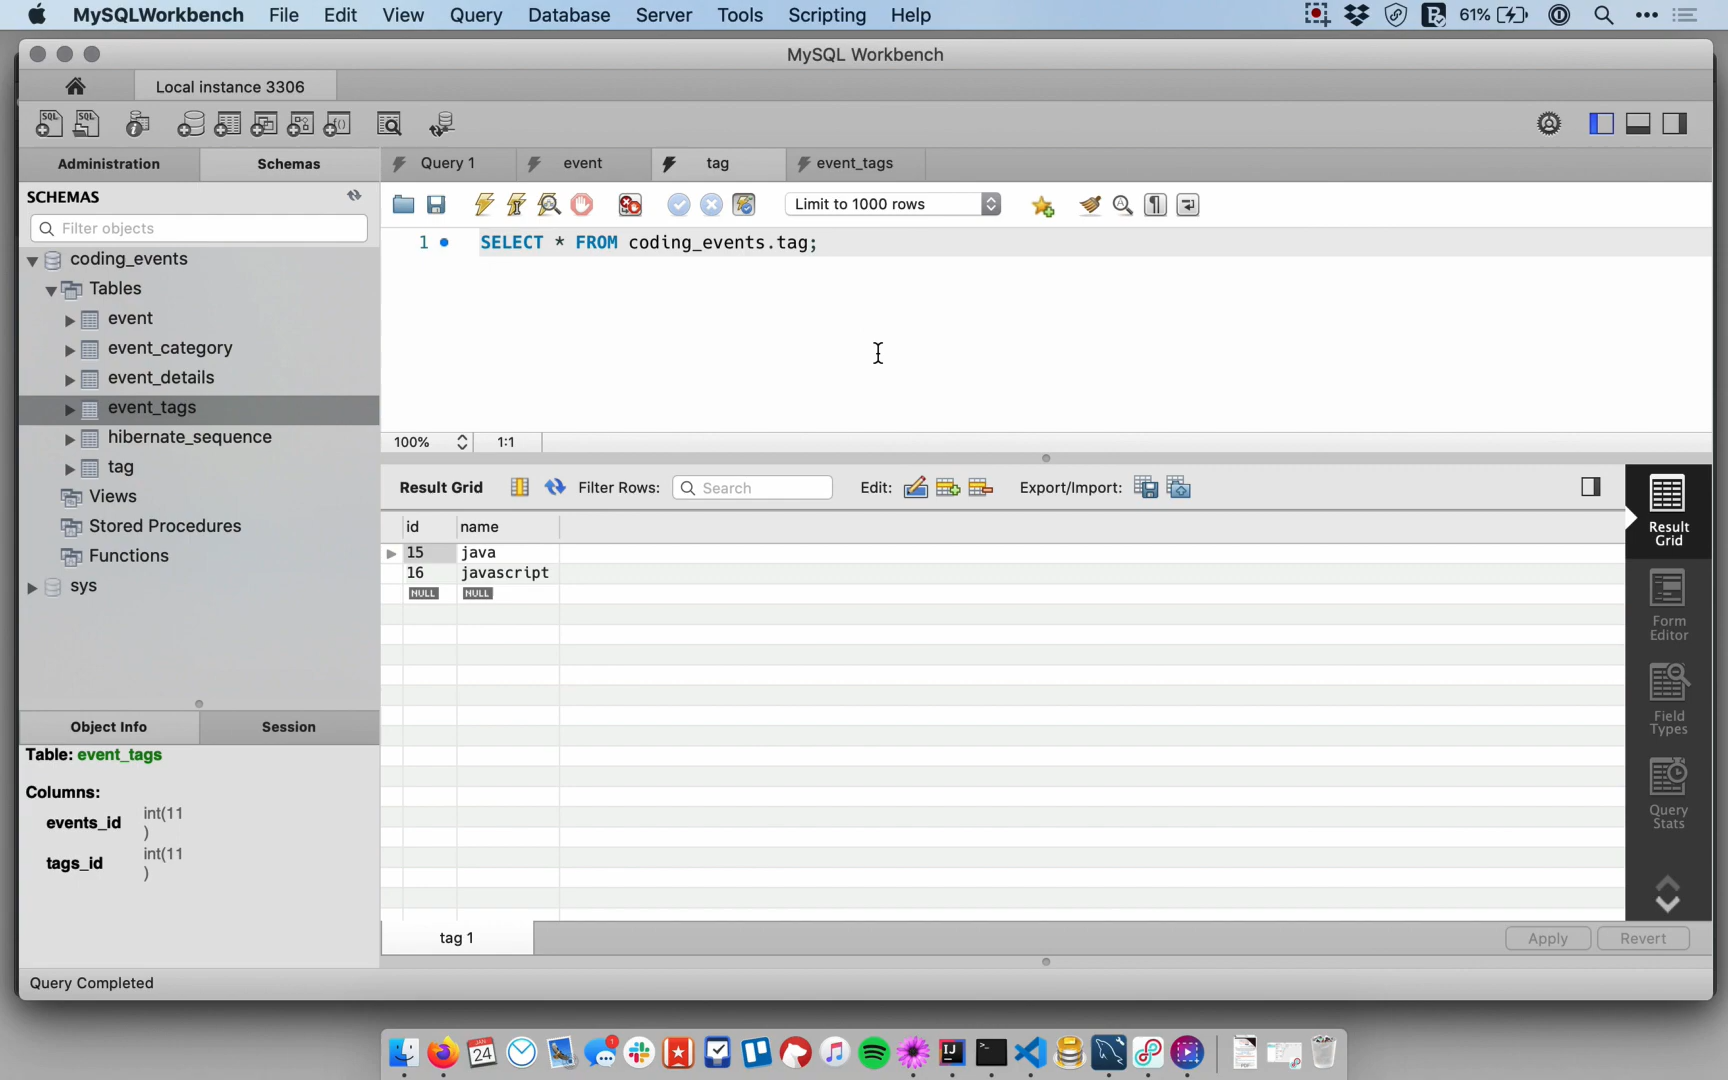 MySQLWorkbench File Edit View Query Database Server Tools Scripting Help 61%
MySQL Workbench
Local instance 3306
Administration Schemas Query 1 event tag event_tags
SCHEMAS
Filter objects
Limit to 1000 rows
1 SELECT * FROM coding_events.tag;
coding_events
Tables
event
event_category
event_details
event_tags
hibernate_sequence
tag
Views
Stored Procedures
Functions
sys
100% 1:1
Result Grid Filter Rows: Search Edit: Export/Import:
id name
15 java
16 javascript
NULL NULL
Result
Grid
Form
Editor
Field
Types
Query
Stats
Object Info Session
Table: event_tags
Columns:
events_id int(11
)
tags_id int(11
)
tag 1 Apply Revert
Query Completed